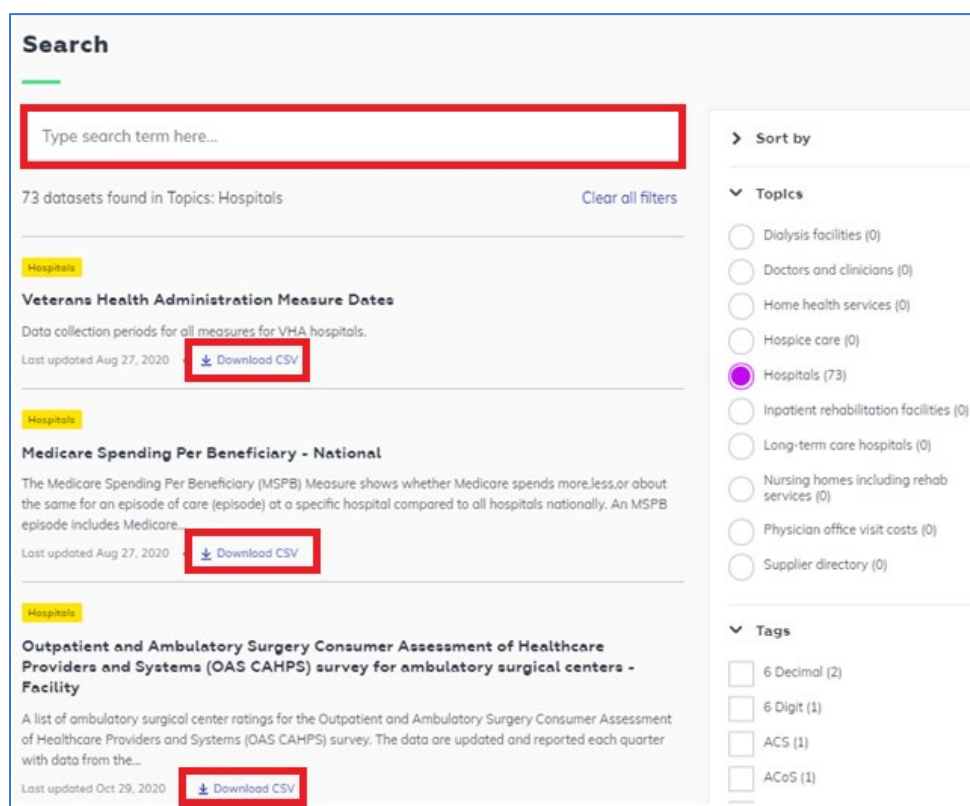 Search
Type search term here...
73 datasets found in Topics: Hospitals
Clear all filters
Hospitals
Veterans Health Administration Measure Dates
Data collection periods for all measures for VHA hospitals.
Last updated Aug 27, 2020
Download CSV
Hospitals
Medicare Spending Per Beneficiary - National
The Medicare Spending Per Beneficiary (MSPB) Measure shows whether Medicare spends more,less,or about
the same for an episode of care (episode) at a specific hospital compared to all hospitals nationally. An MSPB
episode includes Medicare...
Last updated Aug 27, 2020
Download CSV
Hospitals
Outpatient and Ambulatory Surgery Consumer Assessment of Healthcare
Providers and Systems (OAS CAHPS) survey for ambulatory surgical centers -
Facility
A list of ambulatory surgical center ratings for the Outpatient and Ambulatory Surgery Consumer Assessment
of Healthcare Providers and Systems (OAS CAHPS) survey. The data are updated and reported each quarter
with data from the...
Last updated Oct 29, 2020
Download CSV
Sort by
Topics
Dialysis facilities (0)
Doctors and clinicians (0)
Home health services (0)
Hospice care (0)
Hospitals (73)
Inpatient rehabilitation facilities (0)
Long-term care hospitals (0)
Nursing homes including rehab
services (0)
Physician office visit costs (0)
Supplier directory (0)
Tags
6 Decimal (2)
6 Digit (1)
ACS (1)
ACoS (1)